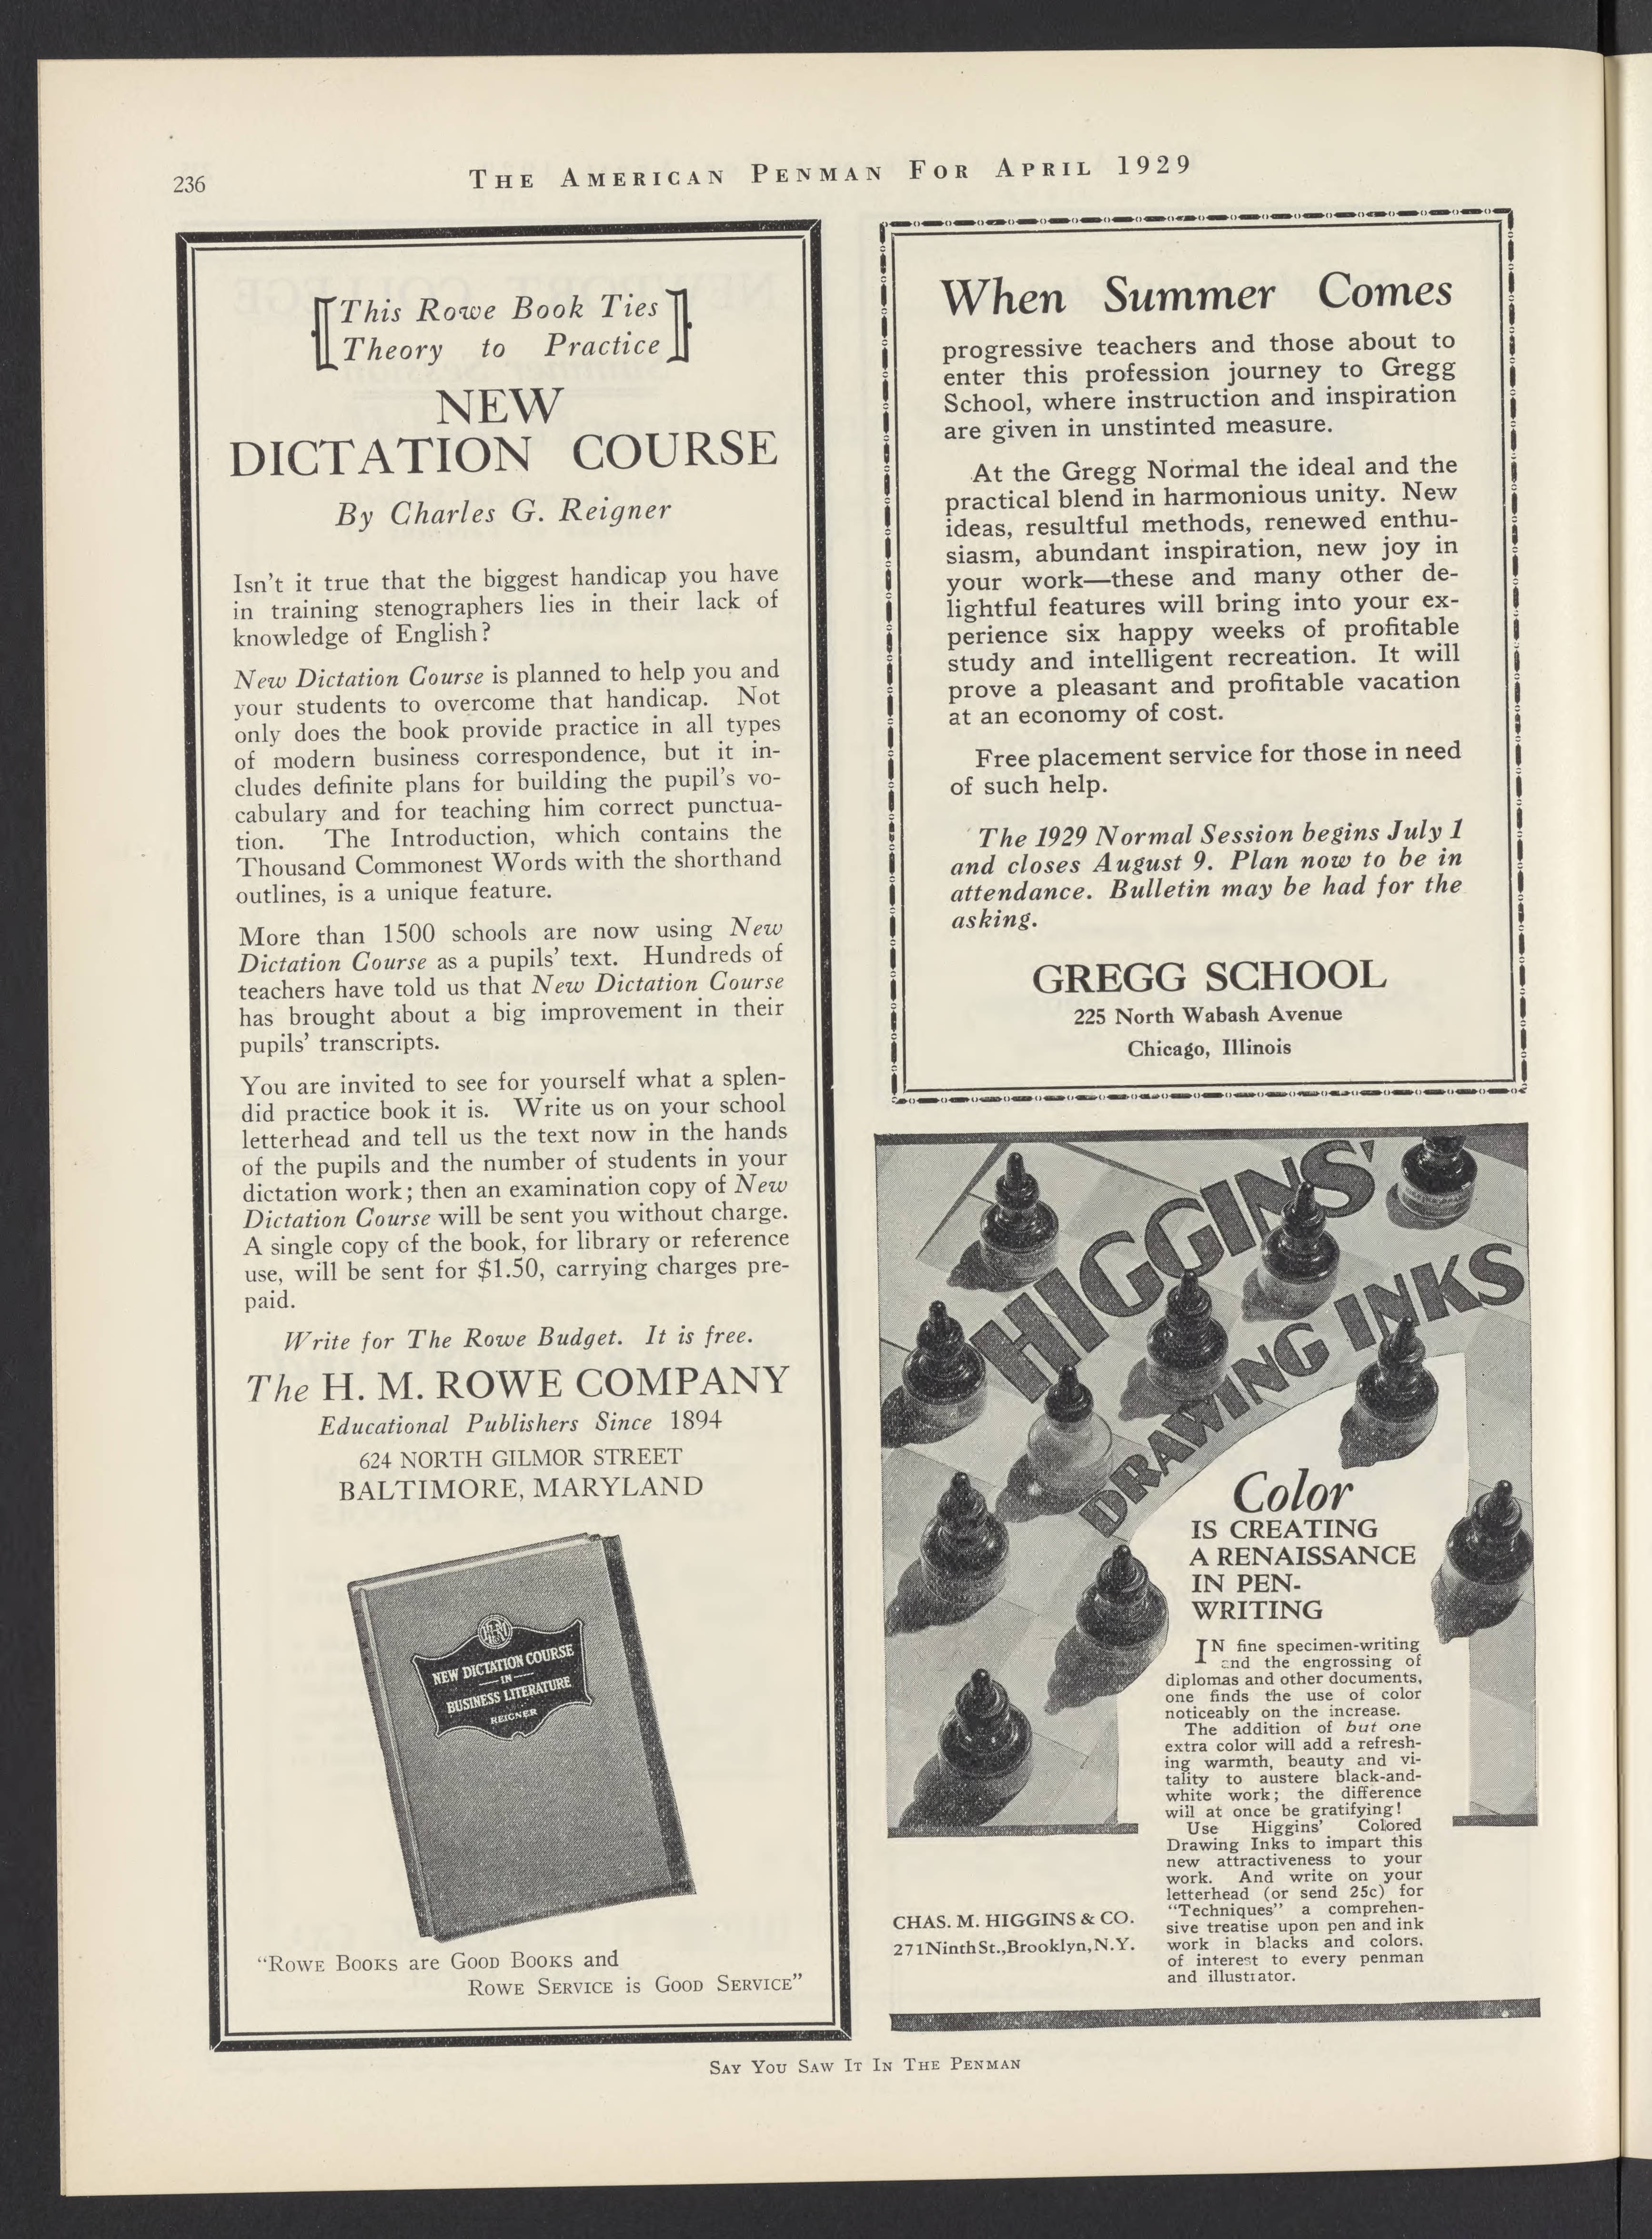 236
THE AMERICAN PENMAN FOR APRIL 1929
This Rowe Book Ties
Theory to Practice
NEW
DICTATION COURSE
By Charles G. Reigner
Isn't it true that the biggest handicap you have
in training stenographers lies in their lack of
knowledge of English?
New Dictation Course is planned to help you and
your students to overcome that handicap. Not
only does the book provide practice in all types
of modern business correspondence, but it in-
cludes definite plans for building the pupil's vo-
cabulary and for teaching him correct punctua-
tion. The Introduction, which contains the
Thousand Commonest Words with the shorthand
outlines, is a unique feature.
More than 1500 schools are now using New
Dictation Course as a pupils' text. Hundreds of
teachers have told us that New Dictation Course
has brought about a big improvement in their
pupils' transcripts.
You are invited to see for yourself what a splen-
did practice book it is. Write us on your school
letterhead and tell us the text now in the hands
of the pupils and the number of students in your
dictation work; then an examination copy of New
Dictation Course will be sent you without charge.
A single copy of the book, for library or reference
use, will be sent for $1.50, carrying charges pre-
paid.
Write for The Rowe Budget. It is free.
The H. M. ROWE COMPANY
Educational Publishers Since 1894
624 NORTH GILMOR STREET
BALTIMORE, MARYLAND
NEW DICTATION COURSE
IN
BUSINESS LITERATURE
REIGNER
"ROWE BOOKS are GOOD BOOKS and
ROWE SERVICE is GOOD SERVICE"
When Summer Comes
progressive teachers and those about to
enter this profession journey to Gregg
School, where instruction and inspiration
are given in unstinted measure.
At the Gregg Normal the ideal and the
practical blend in harmonious unity. New
ideas, resultful methods, renewed enthu-
siasm, abundant inspiration, new joy in
your work—these and many other de-
lightful features will bring into your ex-
perience six happy weeks of profitable
study and intelligent recreation. It will
prove a pleasant and profitable vacation
at an economy of cost.
Free placement service for those in need
of such help.
The 1929 Normal Session begins July 1
and closes August 9. Plan now to be in
attendance. Bulletin may be had for the
asking.
GREGG SCHOOL
225 North Wabash Avenue
Chicago, Illinois
HIGGINS'
DRAWING INKS
Color
IS CREATING
A RENAISSANCE
IN PEN-
WRITING
IN fine specimen-writing
and the engrossing of
diplomas and other documents,
one finds the use of color
noticeably on the increase.
The addition of but one
extra color will add a refresh-
ing warmth, beauty and vi-
tality to austere black-and-
white work; the difference
will at once be gratifying!
Use Higgins' Colored
Drawing Inks to impart this
new attractiveness to your
work. And write on your
letterhead (or send 25c) for
"Techniques" a comprehen-
sive treatise upon pen and ink
work in blacks and colors.
of interest to every penman
and illustrator.
CHAS. M. HIGGINS & CO.
271 Ninth St., Brooklyn, N. Y.
SAY YOU SAW IT IN THE PENMAN